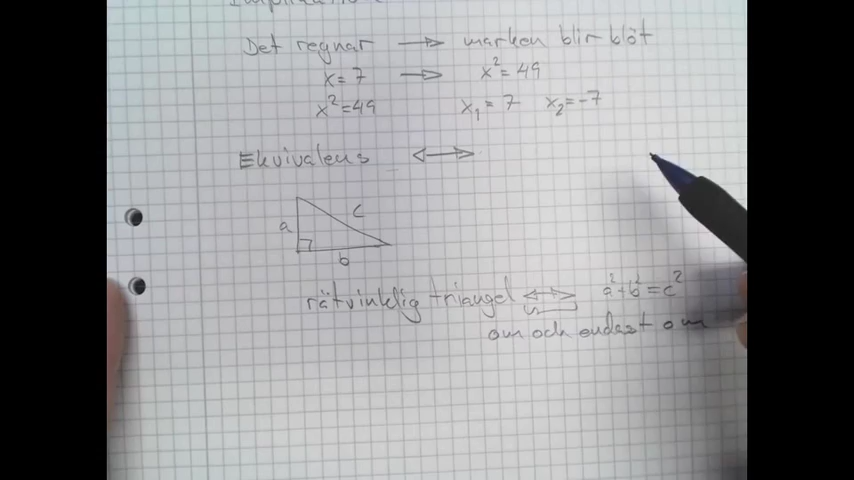 Det regnar → marken blir blöt
x = 7 → x² = 49
x² = 49 x₁ = 7 x₂ = -7
Ekvivalens ↔
a c
b
rätvinklig triangel ↔ a² + b² = c²
om och endast om